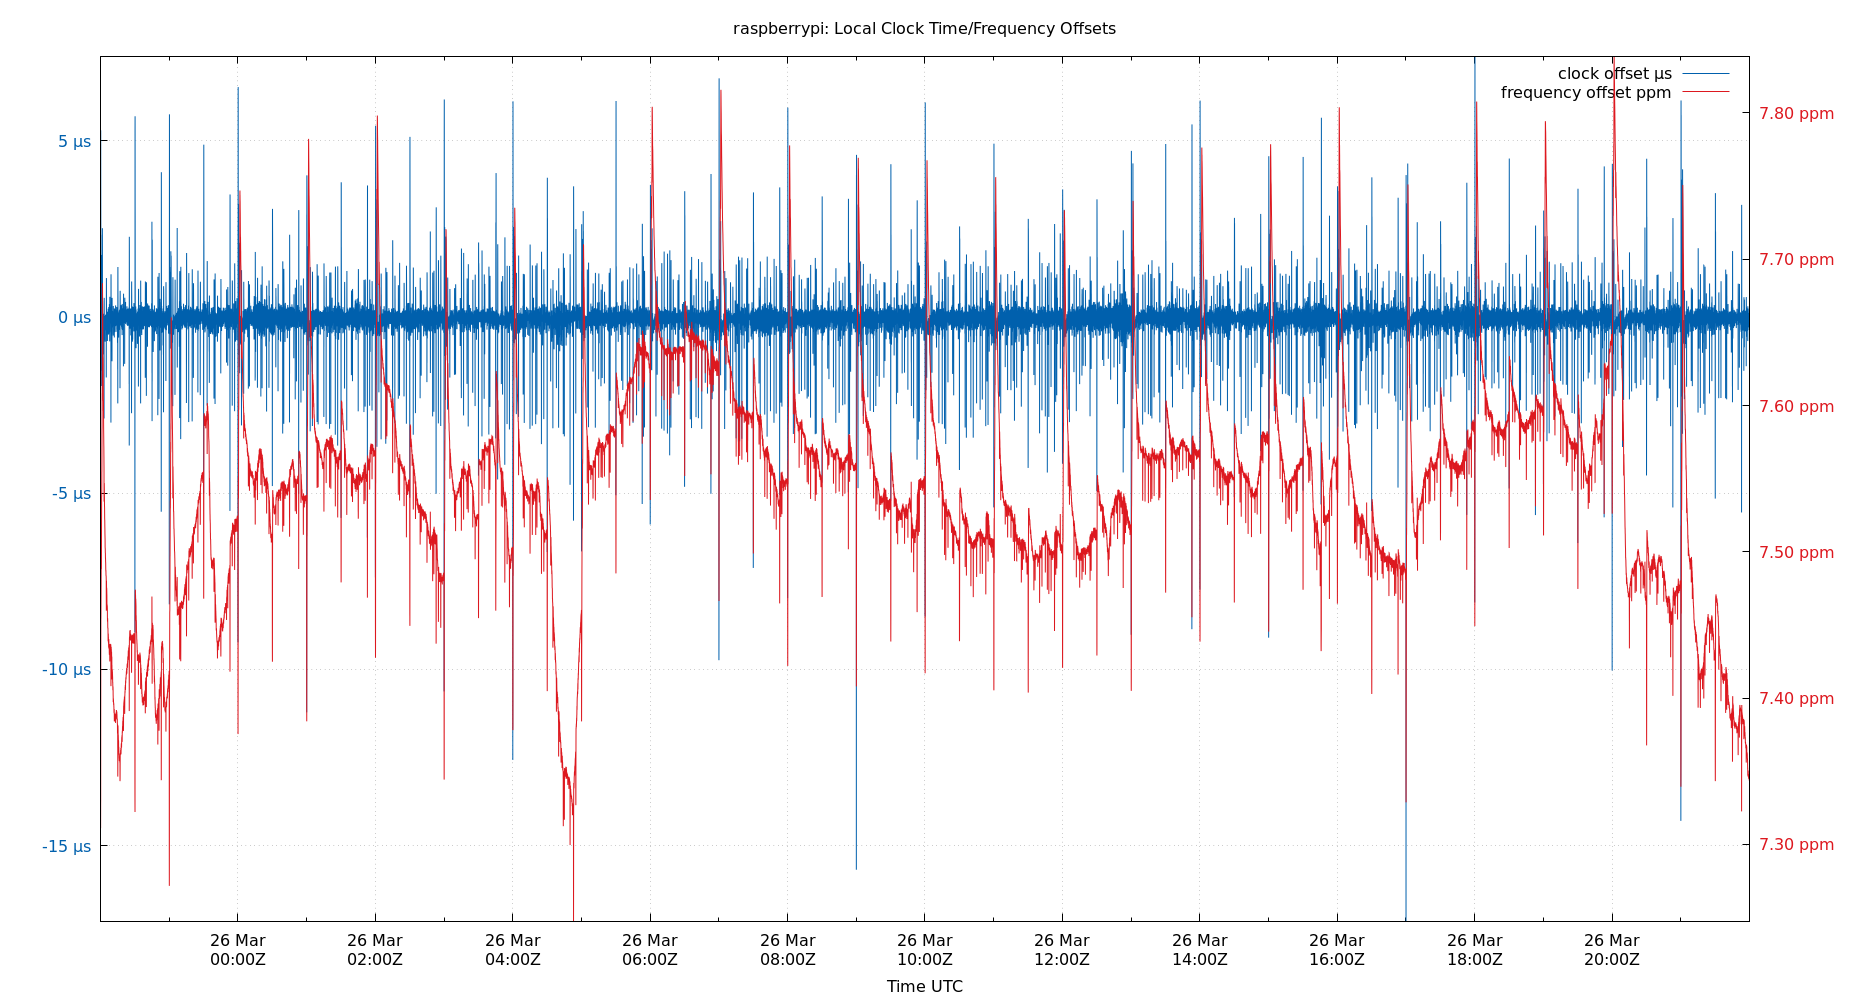 raspberrypi: Local Clock Time/Frequency Offsets
clock offset µs
frequency offset ppm
5 µs
0 µs
-5 µs
-10 µs
-15 µs
7.80 ppm
7.70 ppm
7.60 ppm
7.50 ppm
7.40 ppm
7.30 ppm
26 Mar 26 Mar 26 Mar 26 Mar 26 Mar 26 Mar 26 Mar 26 Mar 26 Mar 26 Mar 26 Mar
00:00Z 02:00Z 04:00Z 06:00Z 08:00Z 10:00Z 12:00Z 14:00Z 16:00Z 18:00Z 20:00Z
Time UTC